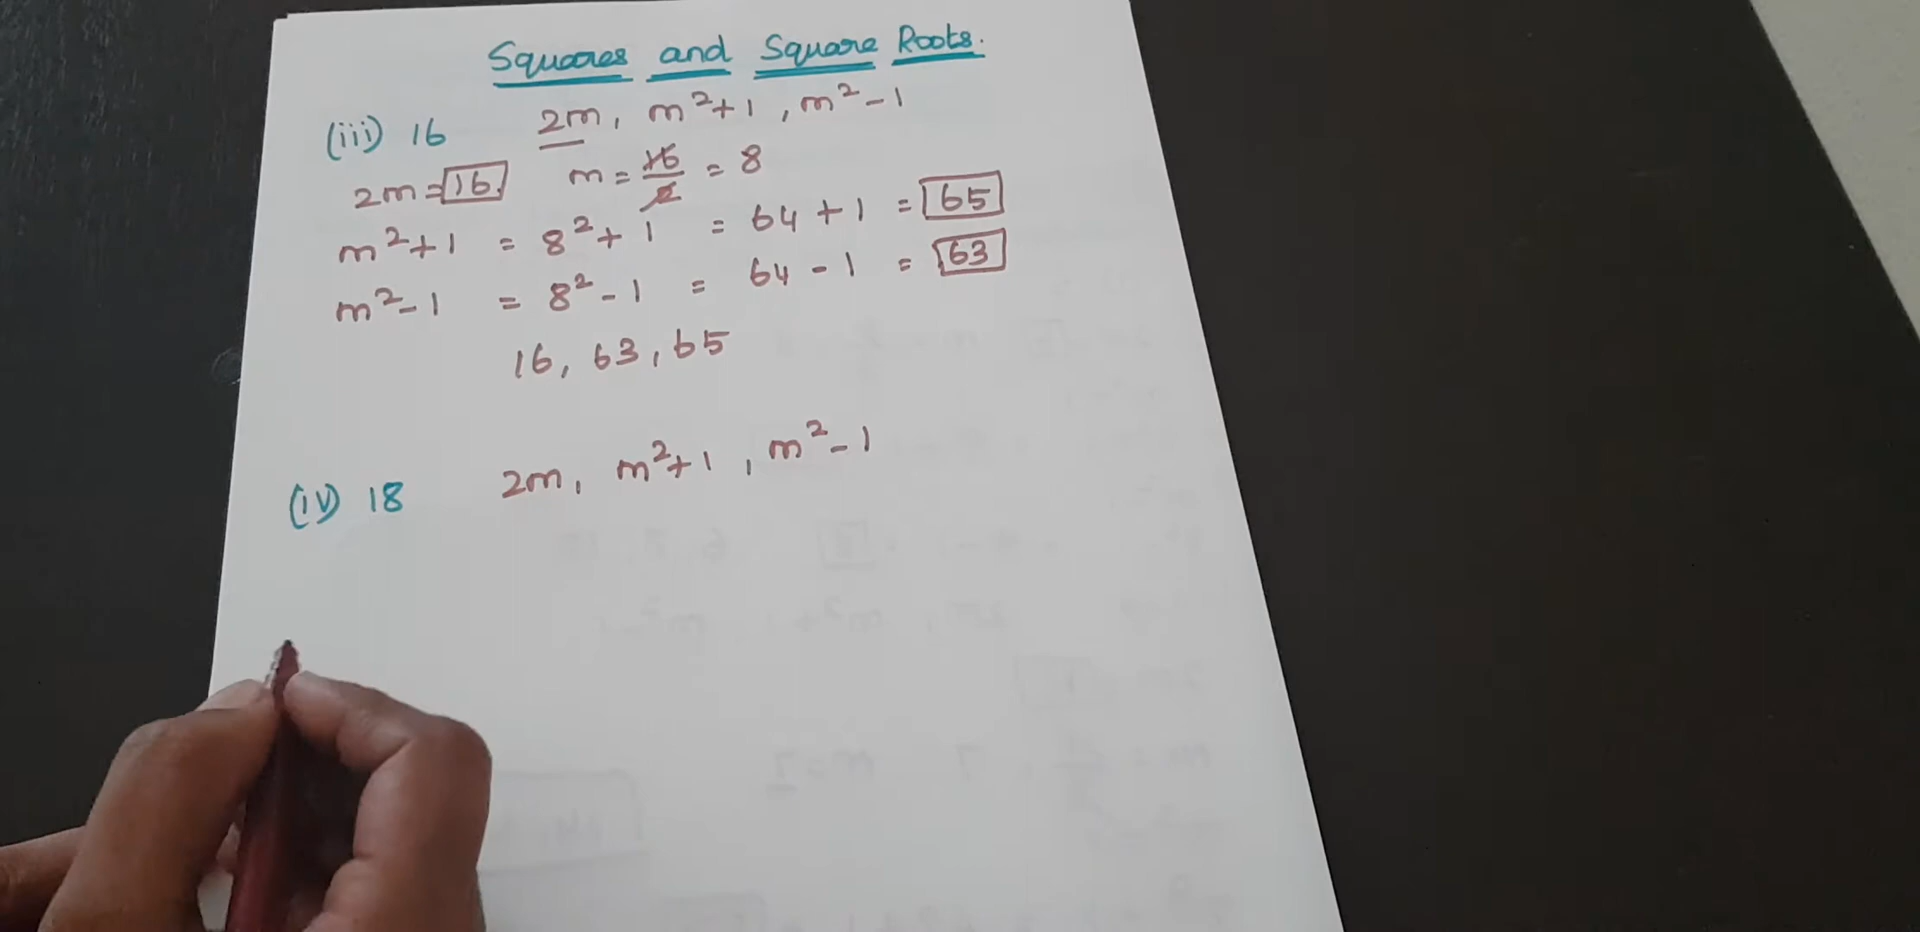 Squares and Square Roots.
(iii) 16 2m, m²+1, m²-1
2m = 16. m = 16/2 = 8
m²+1 = 8²+1 = 64+1 = 65
m²-1 = 8²-1 = 64-1 = 63
16, 63, 65
(iv) 18 2m, m²+1, m²-1